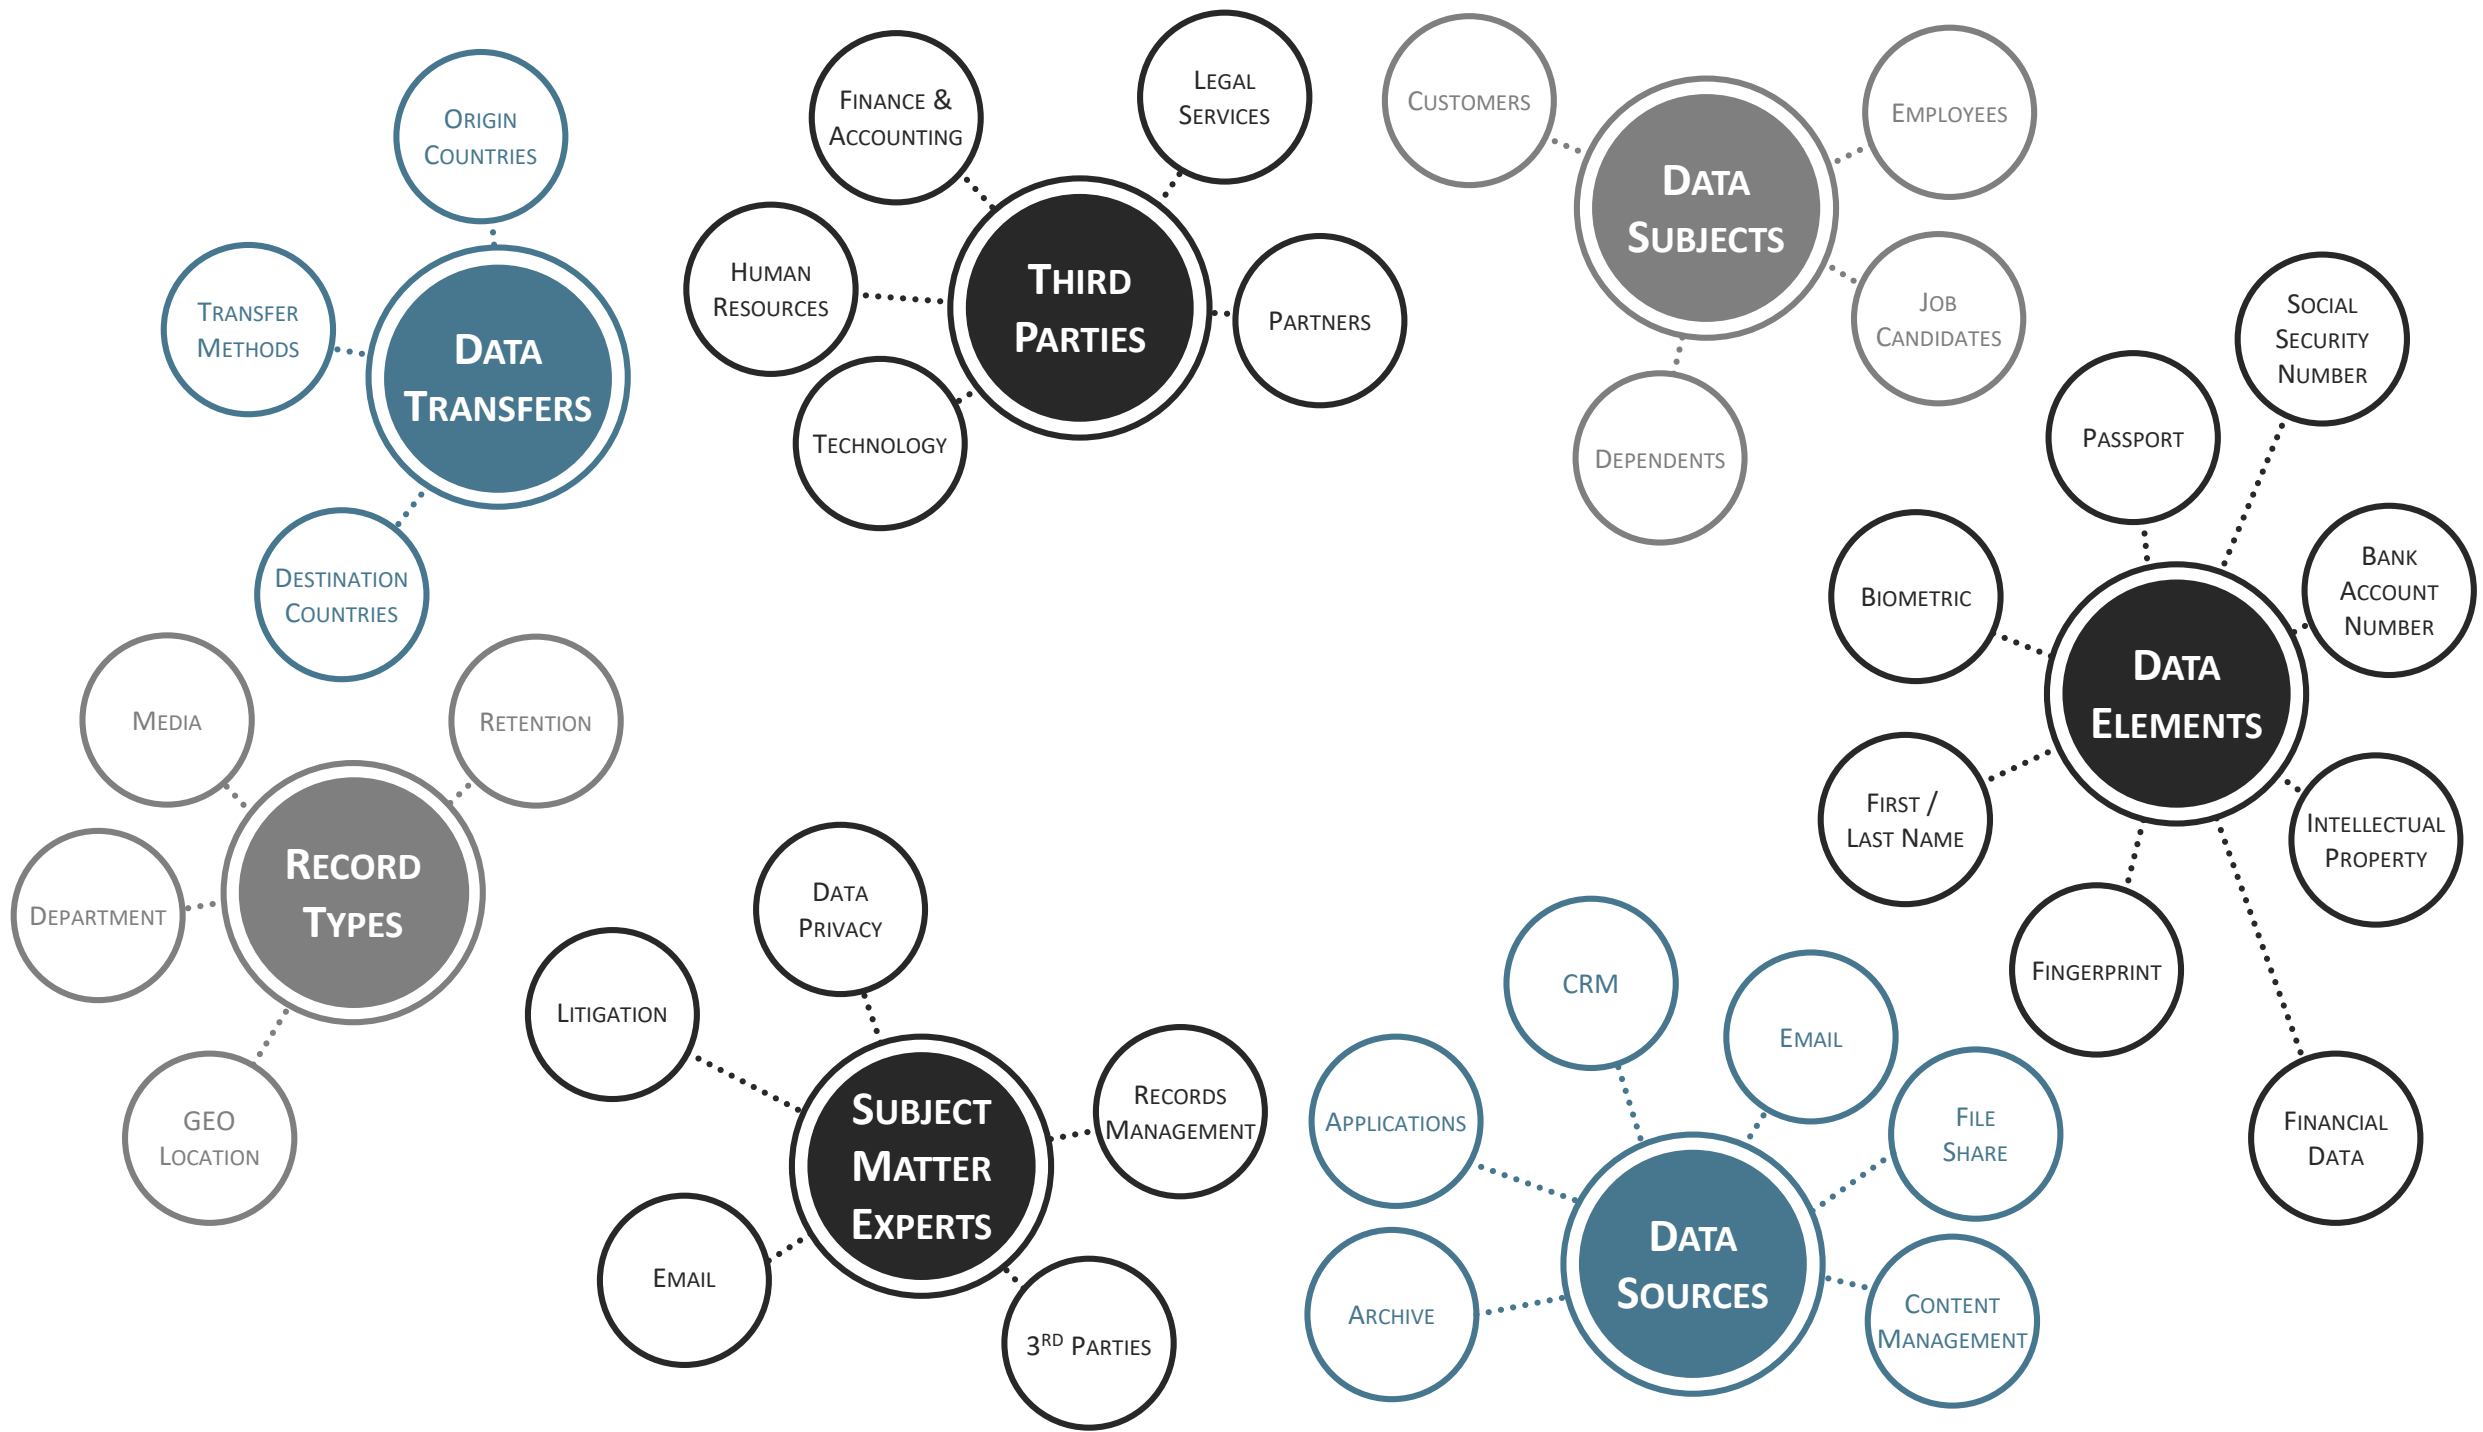 ORIGIN
COUNTRIES
TRANSFER
METHODS
DATA
TRANSFERS
DESTINATION
COUNTRIES
FINANCE &
ACCOUNTING
LEGAL
SERVICES
HUMAN
RESOURCES
THIRD
PARTIES
PARTNERS
TECHNOLOGY
CUSTOMERS
EMPLOYEES
DATA
SUBJECTS
JOB
CANDIDATES
DEPENDENTS
SOCIAL
SECURITY
NUMBER
PASSPORT
BIOMETRIC
BANK
ACCOUNT
NUMBER
DATA
ELEMENTS
FIRST /
LAST NAME
INTELLECTUAL
PROPERTY
FINGERPRINT
FINANCIAL
DATA
MEDIA
RETENTION
RECORD
TYPES
DEPARTMENT
GEO
LOCATION
DATA
PRIVACY
LITIGATION
RECORDS
MANAGEMENT
SUBJECT
MATTER
EXPERTS
EMAIL
3RD PARTIES
CRM
EMAIL
APPLICATIONS
FILE
SHARE
DATA
SOURCES
ARCHIVE
CONTENT
MANAGEMENT